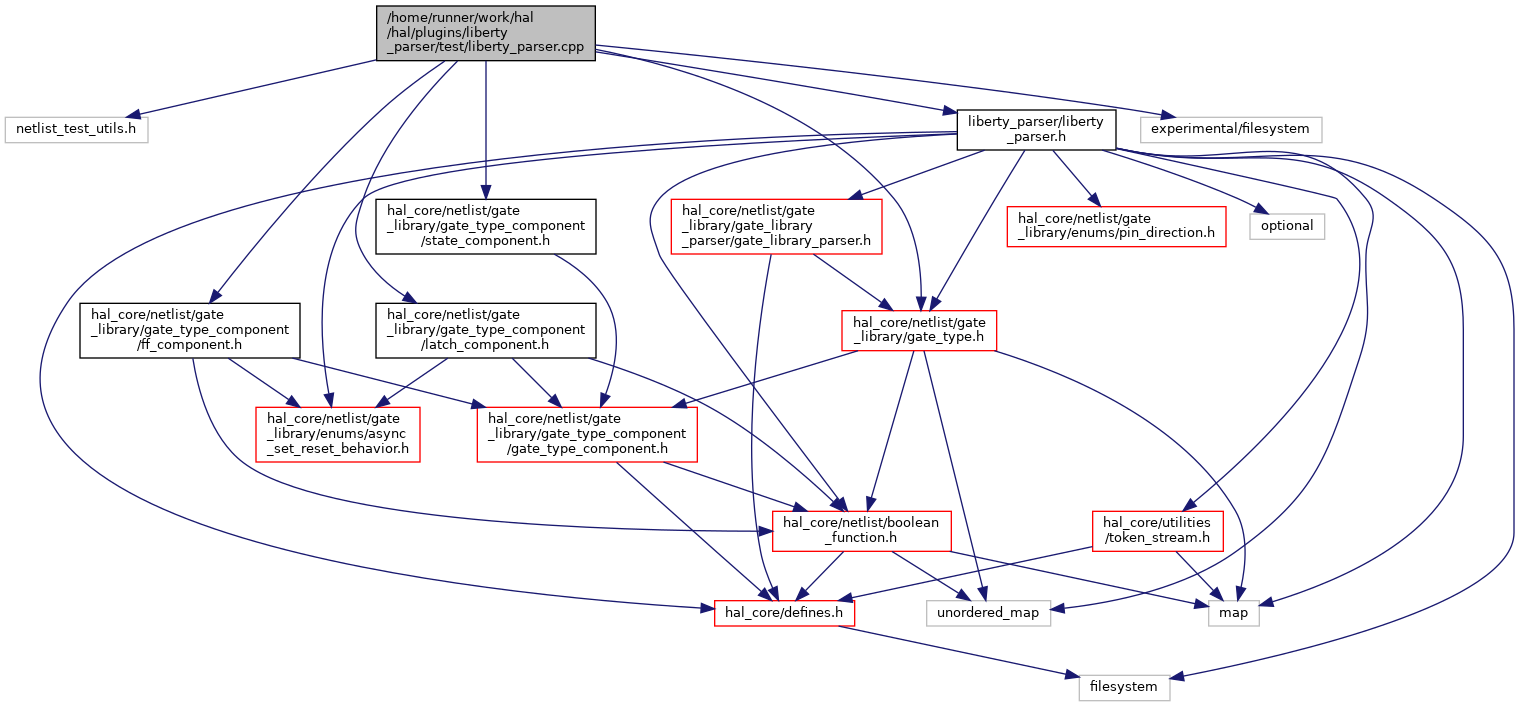 /home/runner/work/hal
/hal/plugins/liberty
_parser/test/liberty_parser.cpp
netlist_test_utils.h
liberty_parser/liberty
_parser.h
experimental/filesystem
hal_core/netlist/gate
_library/gate_type_component
/state_component.h
hal_core/netlist/gate
_library/gate_library
_parser/gate_library_parser.h
hal_core/netlist/gate
_library/enums/pin_direction.h
optional
hal_core/netlist/gate
_library/gate_type_component
/ff_component.h
hal_core/netlist/gate
_library/gate_type_component
/latch_component.h
hal_core/netlist/gate
_library/gate_type.h
hal_core/netlist/gate
_library/enums/async
_set_reset_behavior.h
hal_core/netlist/gate
_library/gate_type_component
/gate_type_component.h
hal_core/netlist/boolean
_function.h
hal_core/utilities
/token_stream.h
hal_core/defines.h
unordered_map
map
filesystem